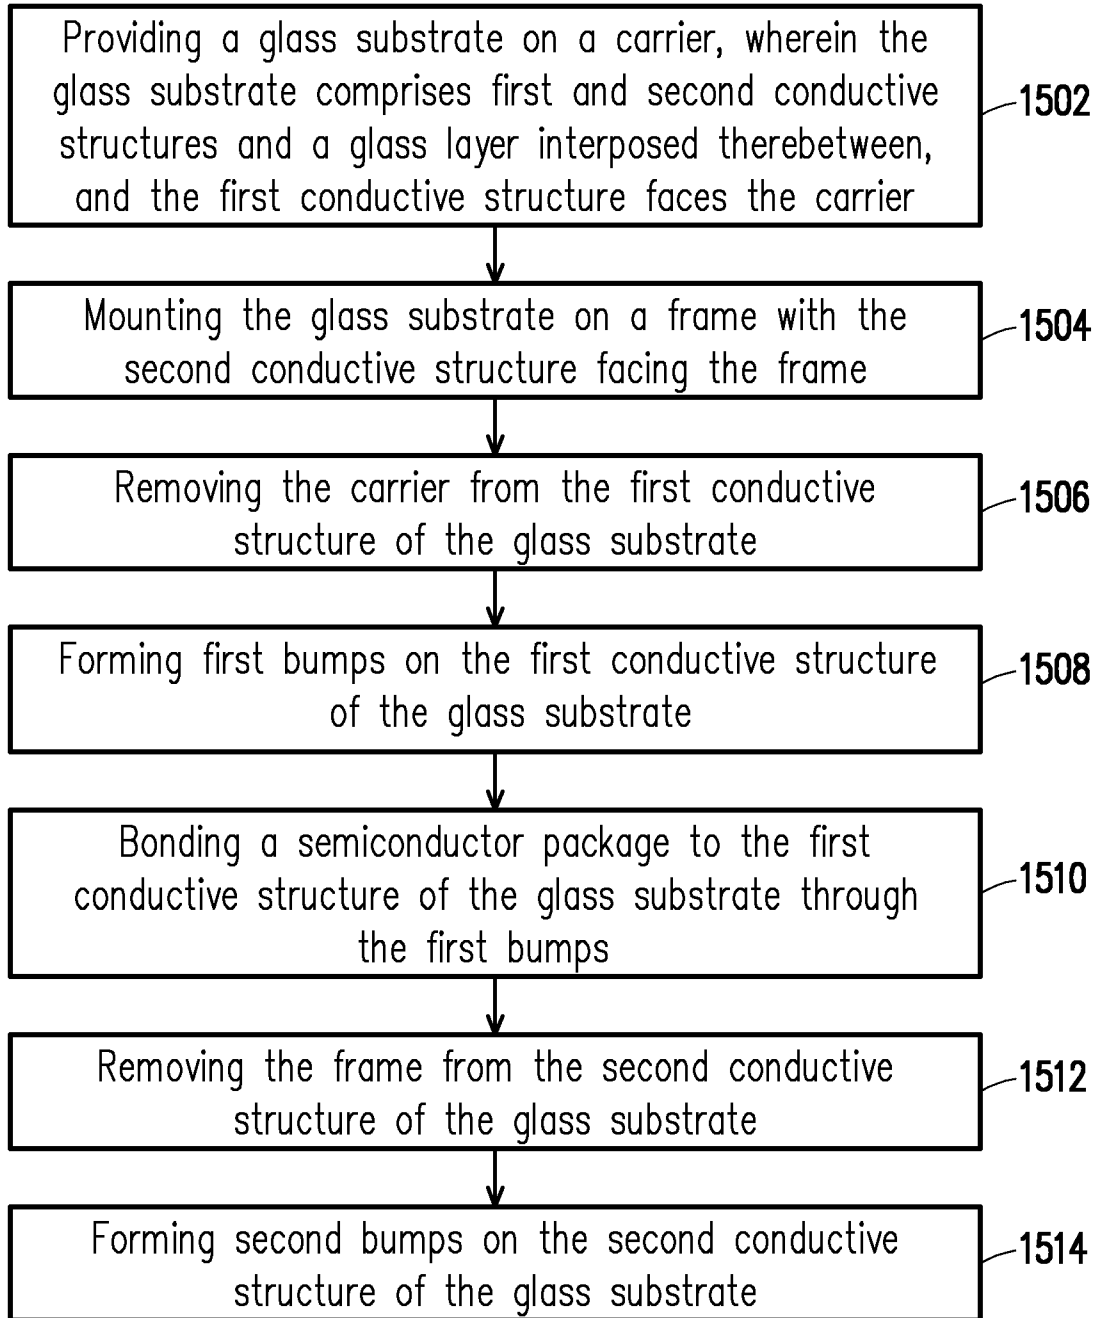 Providing a glass substrate on a carrier, wherein the
glass substrate comprises first and second conductive
structures and a glass layer interposed therebetween,
and the first conductive structure faces the carrier
1502
Mounting the glass substrate on a frame with the
second conductive structure facing the frame
1504
Removing the carrier from the first conductive
structure of the glass substrate
1506
Forming first bumps on the first conductive structure
of the glass substrate
1508
Bonding a semiconductor package to the first
conductive structure of the glass substrate through
the first bumps
1510
Removing the frame from the second conductive
structure of the glass substrate
1512
Forming second bumps on the second conductive
structure of the glass substrate
1514